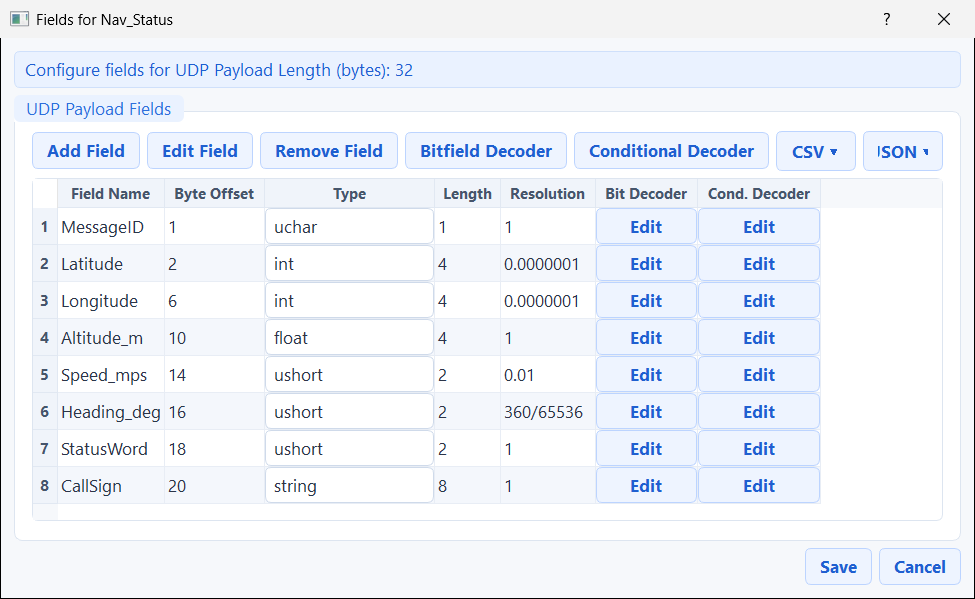 Fields for Nav_Status ?
Configure fields for UDP Payload Length (bytes): 32
UDP Payload Fields
Add Field Edit Field Remove Field Bitfield Decoder Conditional Decoder CSV JSON
Field Name Byte Offset Type Length Resolution Bit Decoder Cond. Decoder
1 MessageID 1 uchar 1 1 Edit Edit
2 Latitude 2 int 4 0.0000001 Edit Edit
3 Longitude 6 int 4 0.0000001 Edit Edit
4 Altitude_m 10 float 4 1 Edit Edit
5 Speed_mps 14 ushort 2 0.01 Edit Edit
6 Heading_deg 16 ushort 2 360/65536 Edit Edit
7 StatusWord 18 ushort 2 1 Edit Edit
8 CallSign 20 string 8 1 Edit Edit
Save Cancel